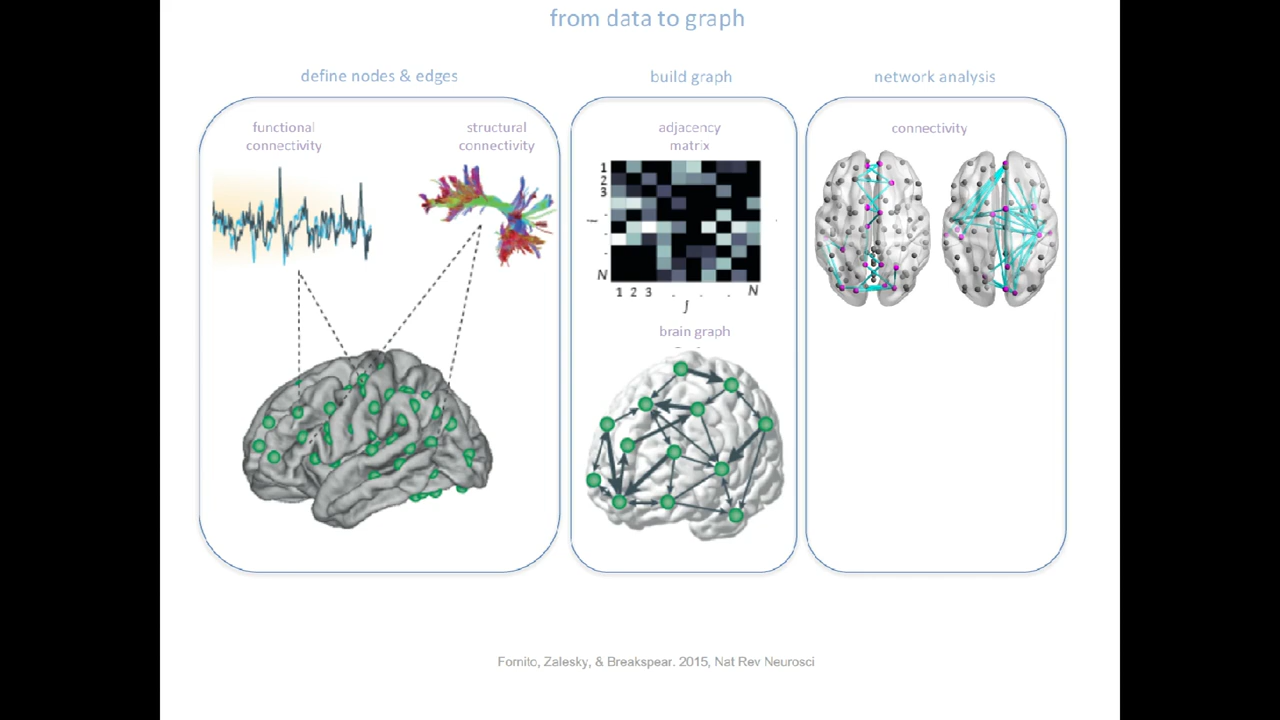 from data to graph
define nodes & edges
build graph
network analysis
functional
connectivity
structural
connectivity
adjacency
matrix
connectivity
1
2
3
N
1 2 3 . . . N
j
brain graph
Fornito, Zalesky, & Breakspear. 2015, Nat Rev Neurosci